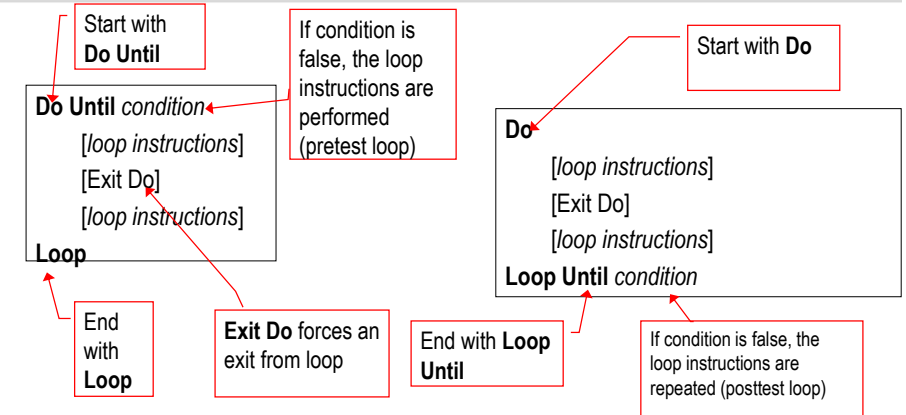 Start with
Do Until
If condition is
false, the loop
instructions are
performed
(pretest loop)
Do Until condition
[loop instructions]
[Exit Do]
[loop instructions]
Loop
End
with
Loop
Exit Do forces an
exit from loop
Start with Do
Do
[loop instructions]
[Exit Do]
[loop instructions]
Loop Until condition
End with Loop
Until
If condition is false, the
loop instructions are
repeated (posttest loop)